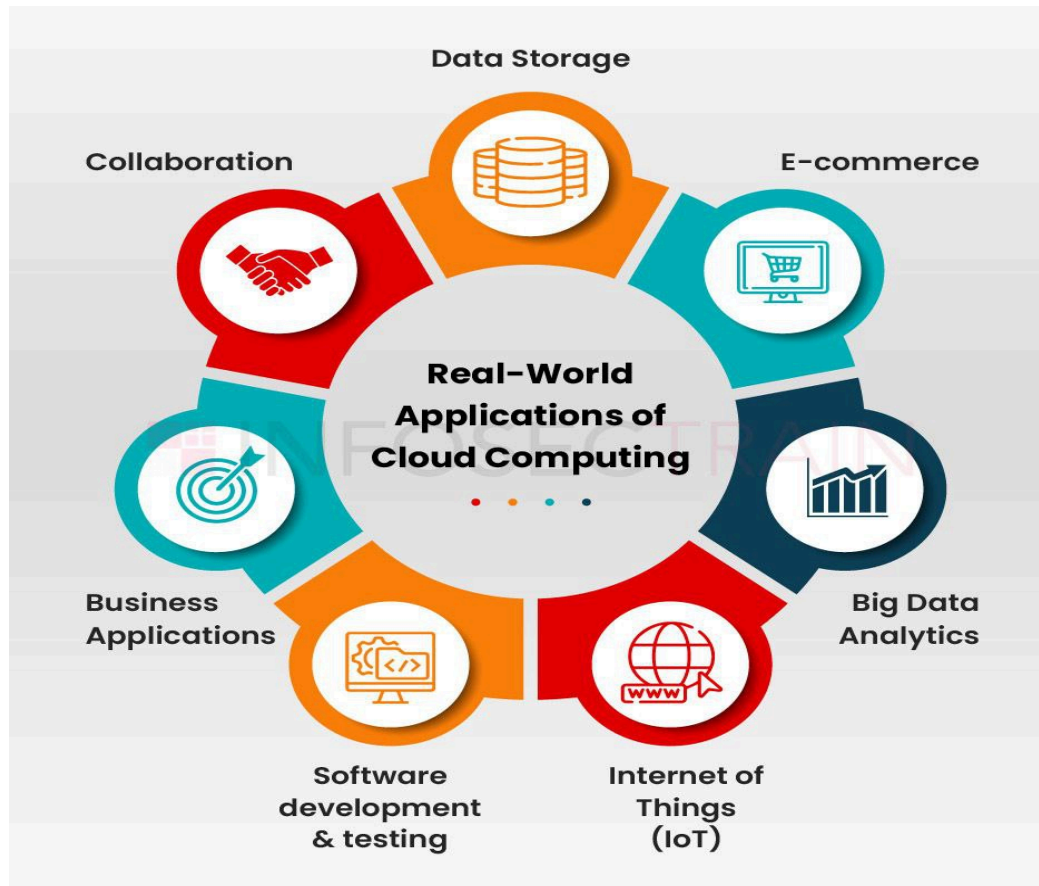 Data Storage
Collaboration
E-commerce
Real-World
Applications of
Cloud Computing
INFOSECTRAIN
Business
Applications
Big Data
Analytics
WWW
Software
development
& testing
Internet of
Things
(IoT)